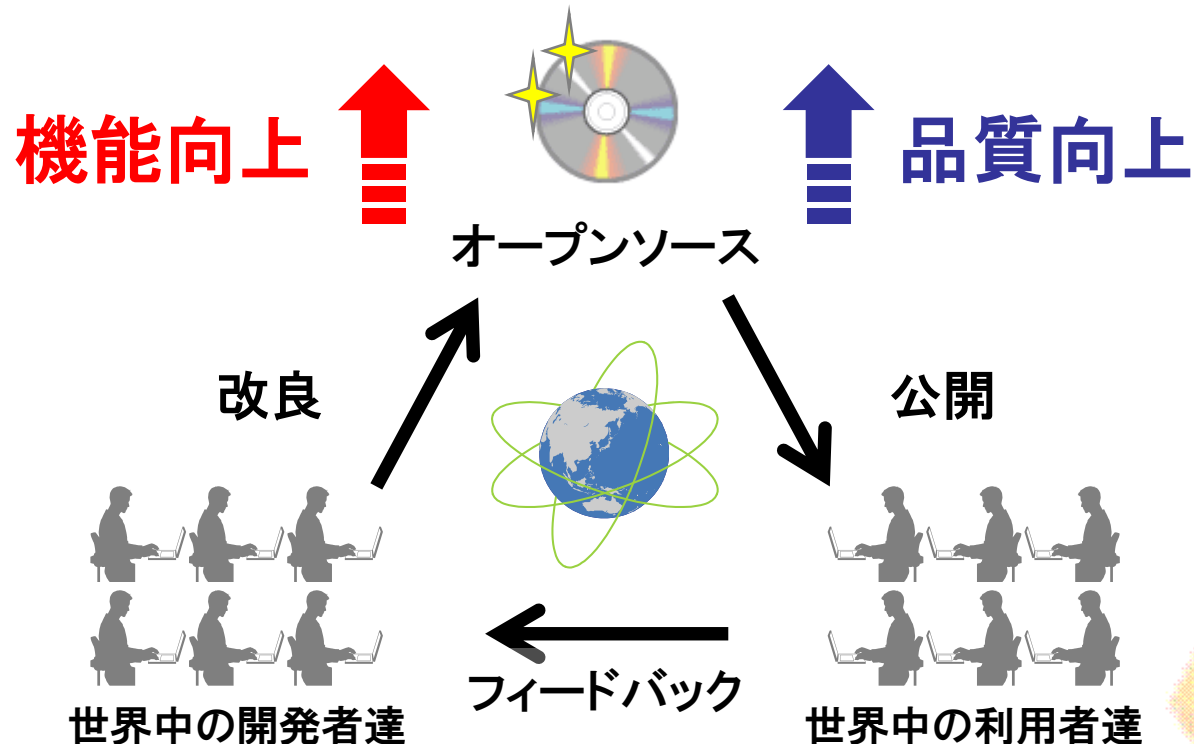 機能向上
品質向上
オープンソース
改良
公開
フィードバック
世界中の開発者達
世界中の利用者達